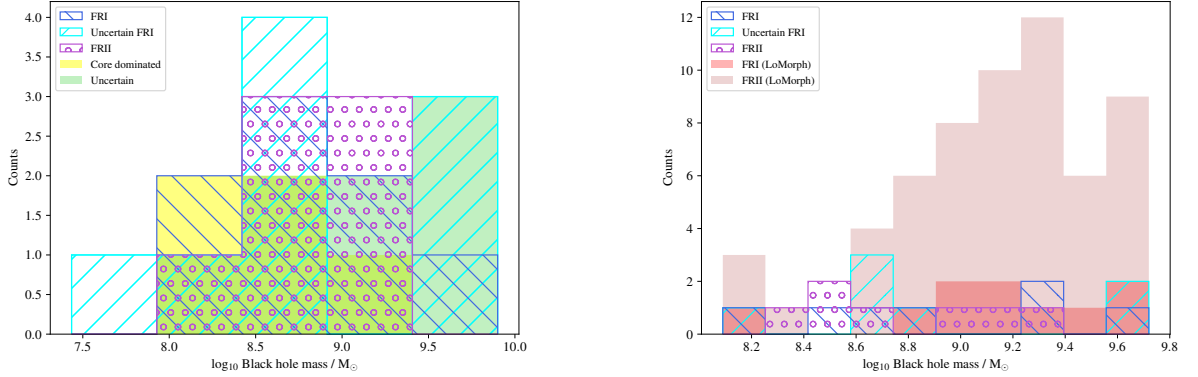 4.0
3.5
3.0
2.5
2.0
1.5
1.0
0.5
0.0
Counts
FRI
Uncertain FRI
FRII
Core dominated
Uncertain
7.5 8.0 8.5 9.0 9.5 10.0
log₁₀ Black hole mass / M☉
12
10
8
6
4
2
0
Counts
FRI
Uncertain FRI
FRII
FRI (LoMorph)
FRII (LoMorph)
8.2 8.4 8.6 8.8 9.0 9.2 9.4 9.6 9.8
log₁₀ Black hole mass / M☉